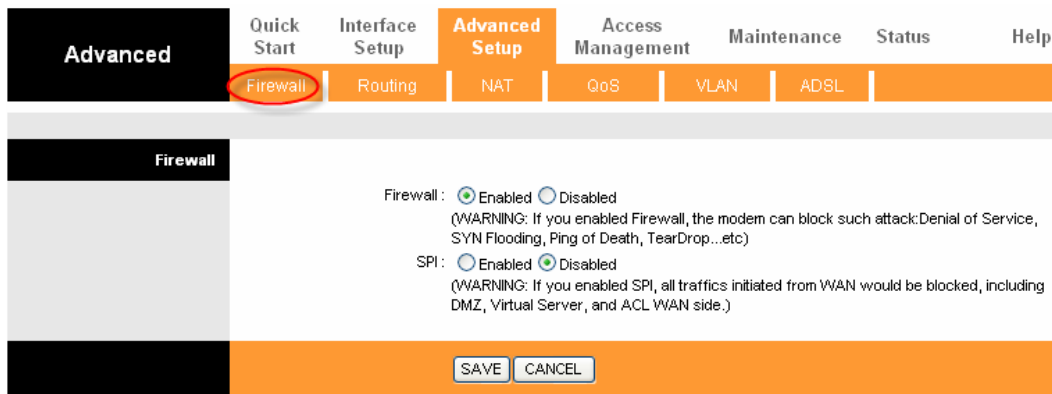 Advanced
Quick Start
Interface Setup
Advanced Setup
Access Management
Maintenance
Status
Help
Firewall
Routing
NAT
QoS
VLAN
ADSL
Firewall
Firewall : Enabled Disabled
(WARNING: If you enabled Firewall, the modem can block such attack:Denial of Service,
SYN Flooding, Ping of Death, TearDrop...etc)
SPI : Enabled Disabled
(WARNING: If you enabled SPI, all traffics initiated from WAN would be blocked, including
DMZ, Virtual Server, and ACL WAN side.)
SAVE CANCEL